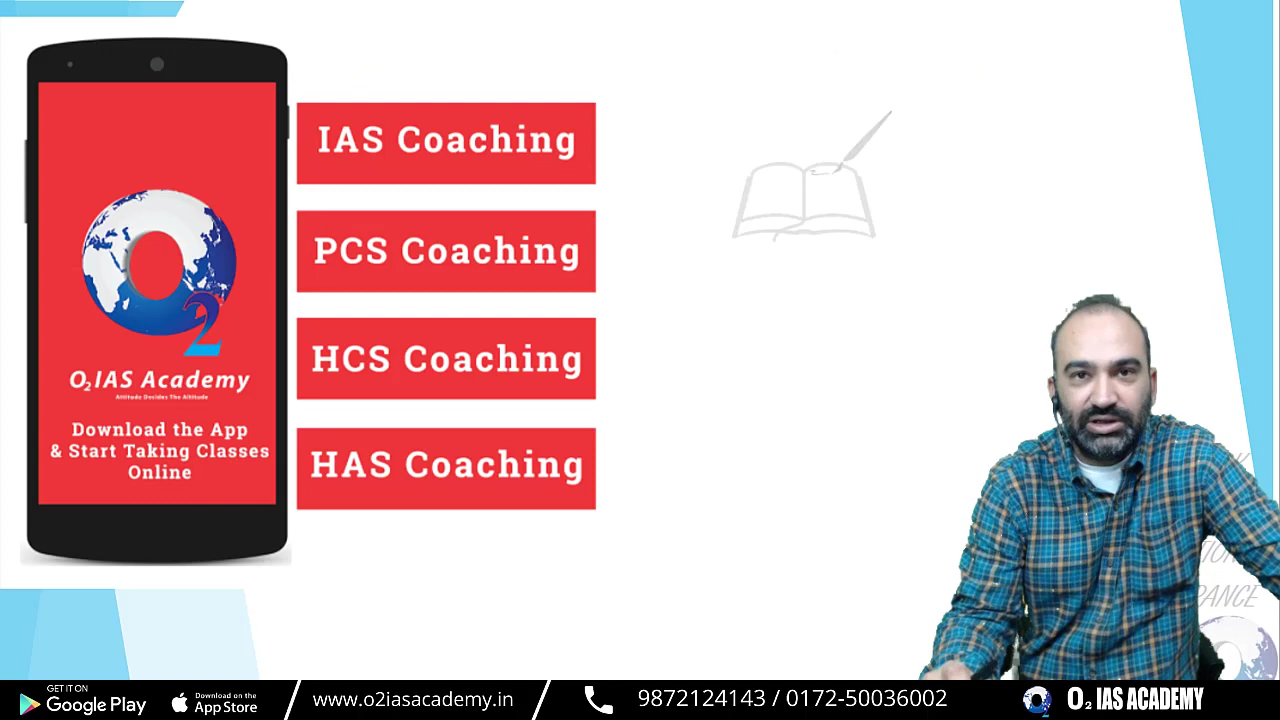 O2 IAS Academy
Attitude Decides The Altitude
Download the App
& Start Taking Classes
Online
IAS Coaching
PCS Coaching
HCS Coaching
HAS Coaching
GET IT ON
Google Play
Download on the
App Store
www.o2iasacademy.in
9872124143 / 0172-50036002
O2 IAS ACADEMY